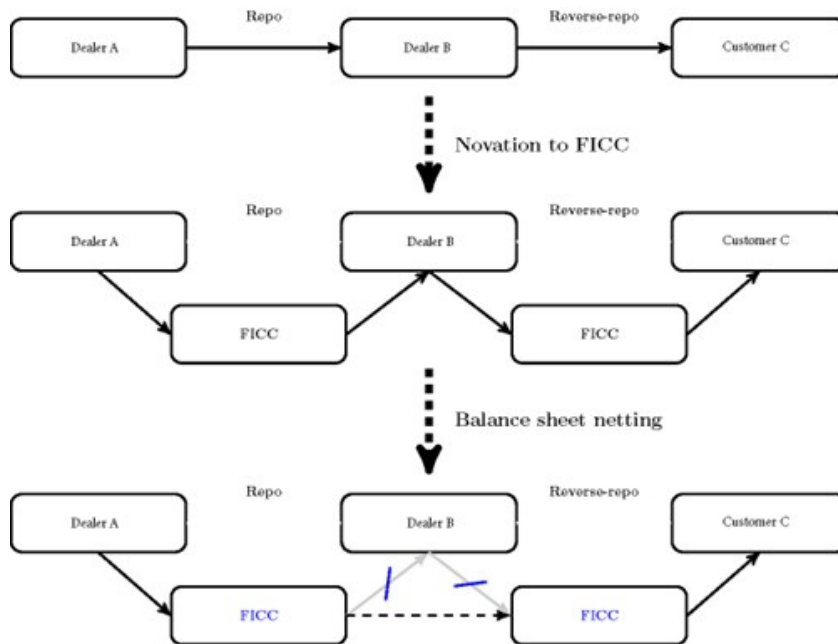 Repo
Reverse-repo
Dealer A
Dealer B
Customer C
Novation to FICC
Repo
Reverse-repo
Dealer A
Dealer B
Customer C
FICC
FICC
Balance sheet netting
Repo
Reverse-repo
Dealer A
Dealer B
Customer C
FICC
FICC